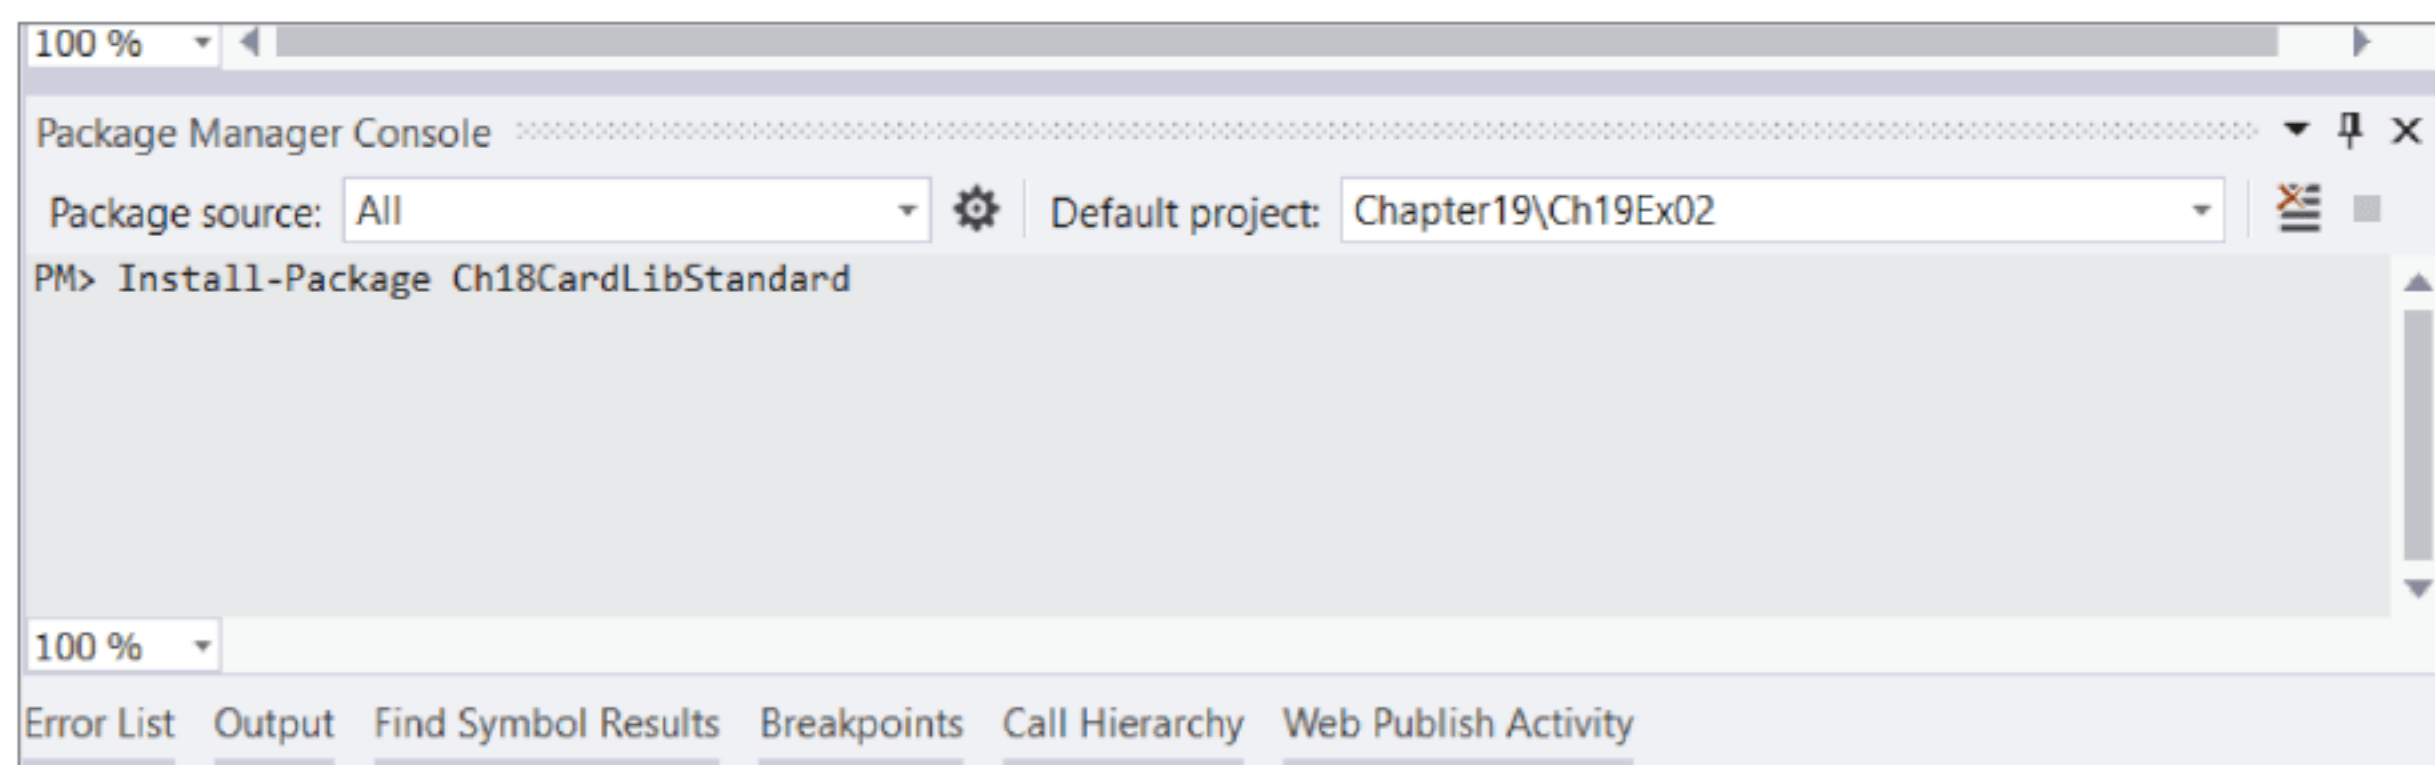 100 %
Package Manager Console
Package source: All Default project: Chapter19\Ch19Ex02
PM> Install-Package Ch18CardLibStandard
100 %
Error List Output Find Symbol Results Breakpoints Call Hierarchy Web Publish Activity